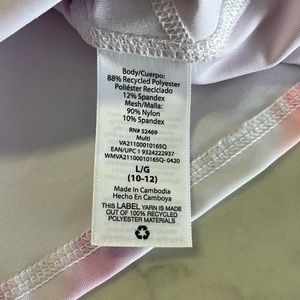 Body/Cuerpo:
88% Recycled Polyester
Poliéster Reciclado
12% Spandex
Mesh/Malla:
90% Nylon
10% Spandex
RN# 52469
Multi
VA21100010165Q
EAN/UPC 1 9324222937
WMVA21100010165Q-0420
L/G
(10-12)
Made In Cambodia
Hecho En Camboya
This LABEL YARN IS MADE
OUT OF 100% RECYCLED
POLYESTER MATERIALS